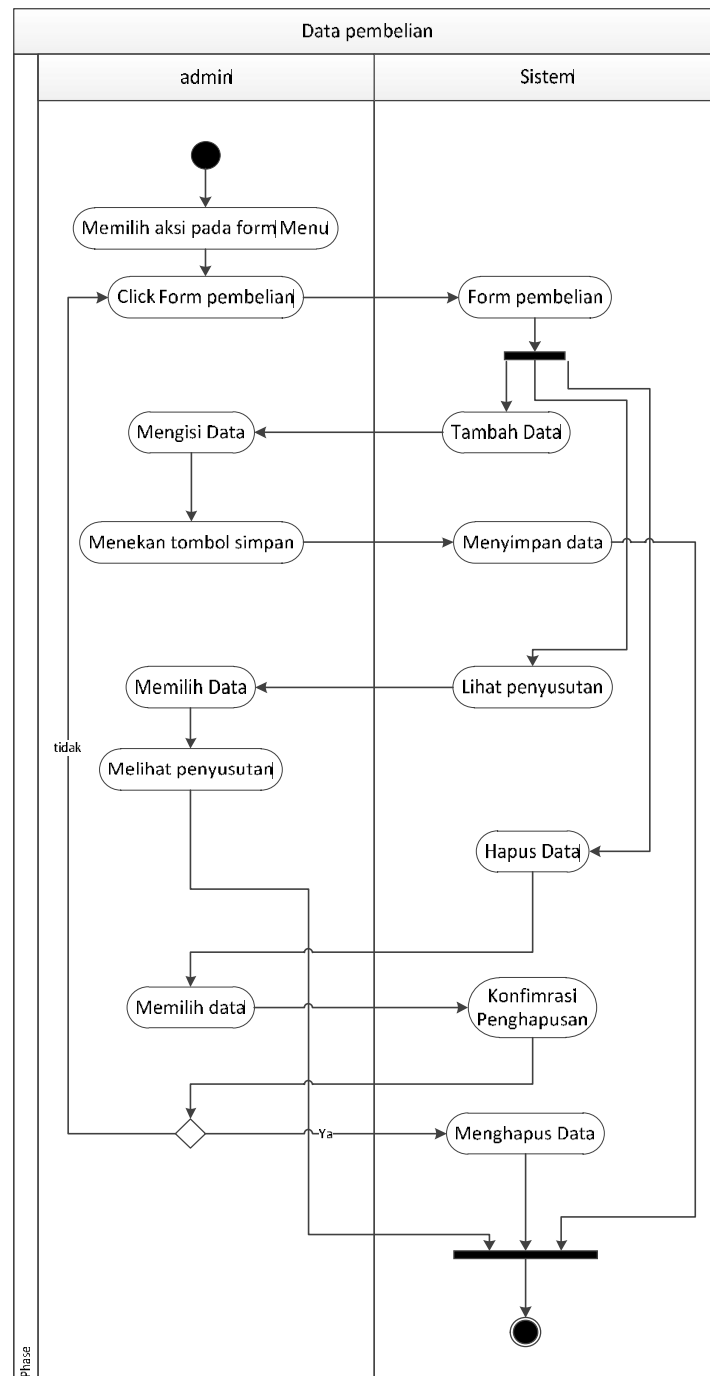 Data pembelian
admin
Sistem
Memilih aksi pada form Menu
Click Form pembelian
Form pembelian
Mengisi Data
Tambah Data
Menekan tombol simpan
Menyimpan data
Memilih Data
Lihat penyusutan
tidak
Melihat penyusutan
Hapus Data
Memilih data
Konfimrasi
Penghapusan
Ya
Menghapus Data
Phase